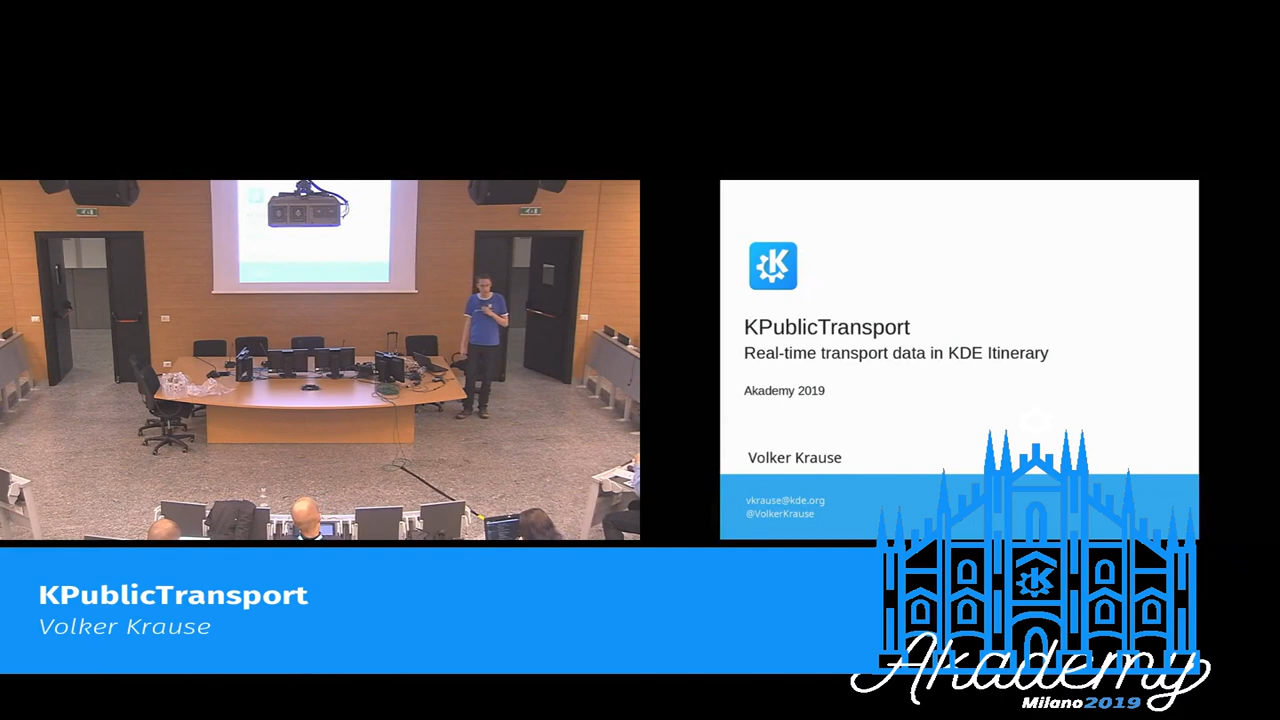 KPublicTransport
Real-time transport data in KDE Itinerary
Akademy 2019
Volker Krause
vkrause@kde.org
@VolkerKrause
KPublicTransport
Volker Krause
Akademy
Milano2019